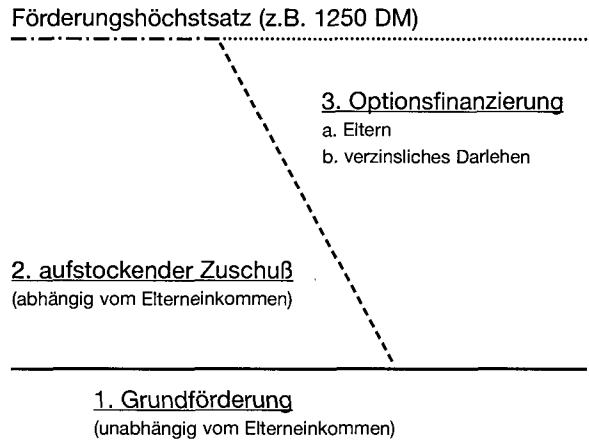 Förderungshöchstsatz (z.B. 1250 DM)
3. Optionsfinanzierung
a. Eltern
b. verzinsliches Darlehen
2. aufstockender Zuschuß
(abhängig vom Elterneinkommen)
1. Grundförderung
(unabhängig vom Elterneinkommen)